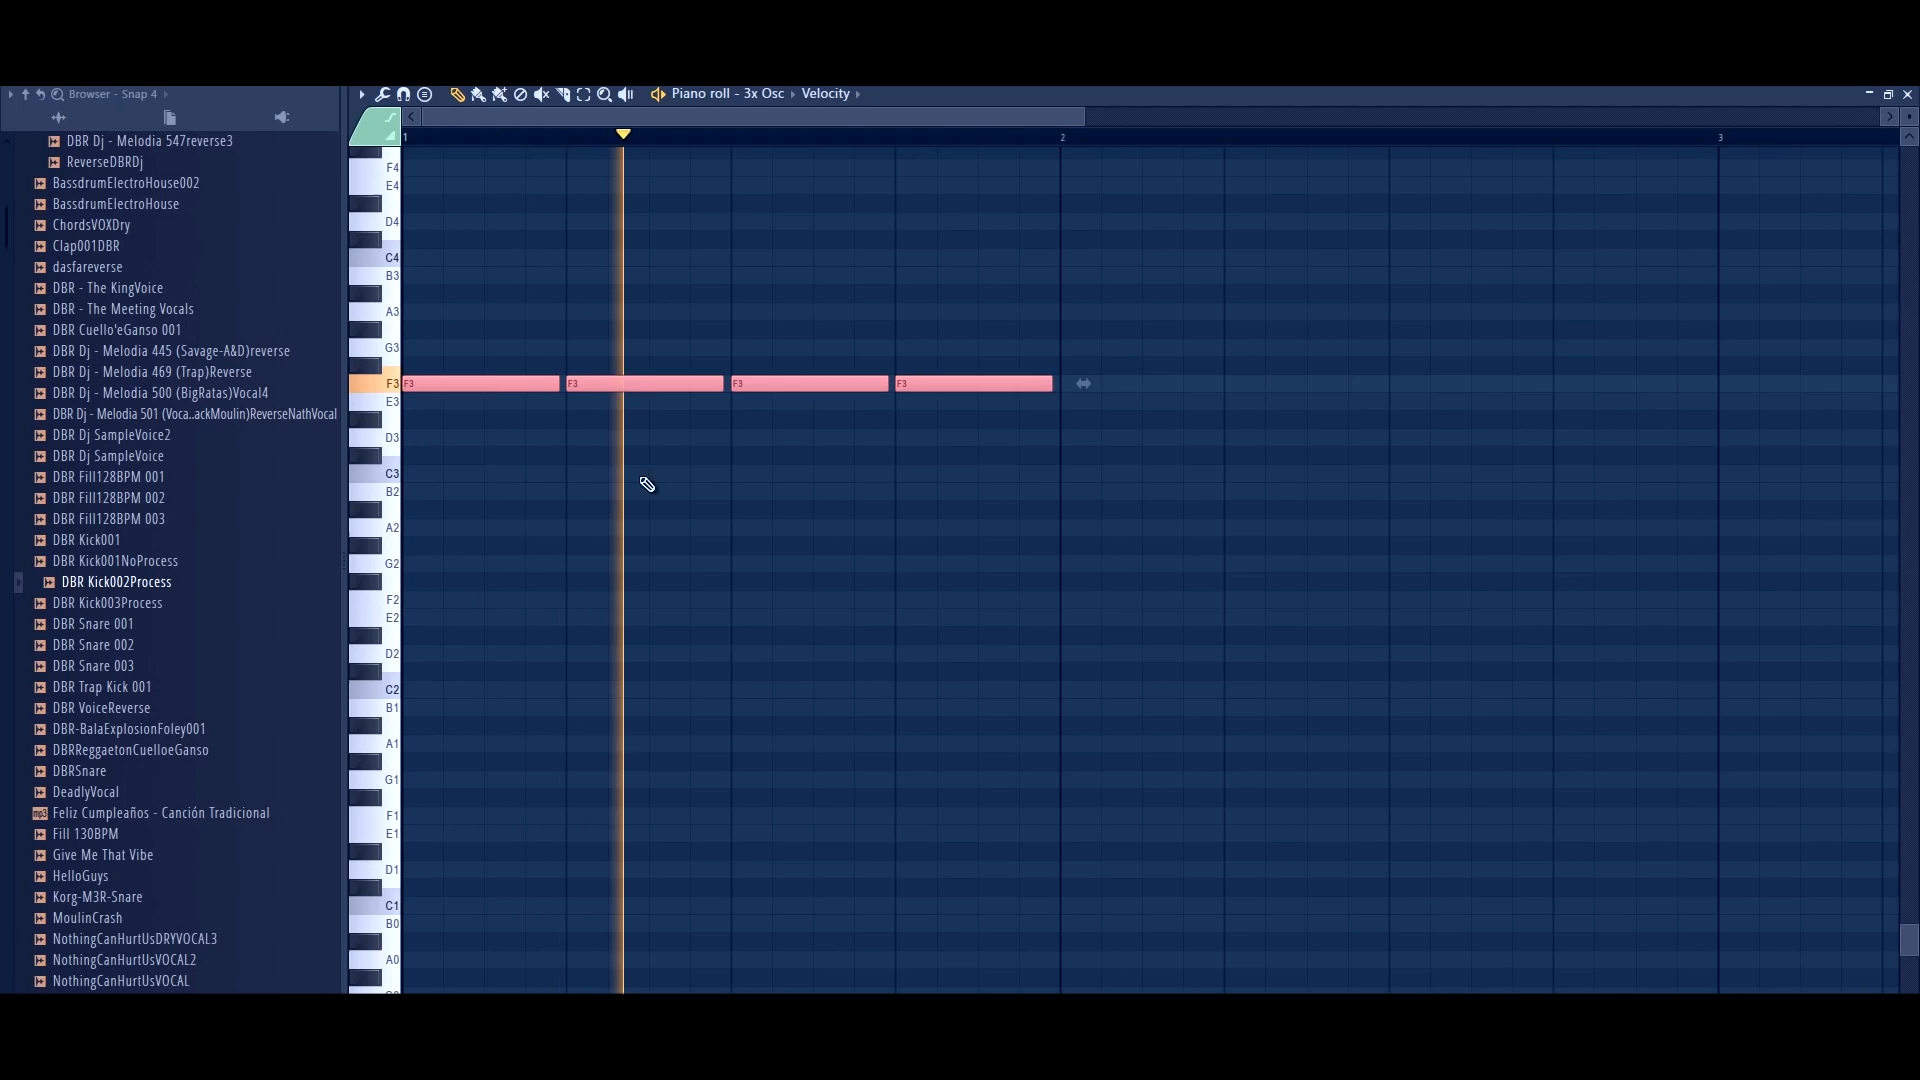 Browser - Snap 4
DBR Dj - Melodia 547reverse3
ReverseDBRDj
BassdrumElectroHouse002
BassdrumElectroHouse
ChordsVOXDry
Clap001DBR
dasfareverse
DBR - The KingVoice
DBR - The Meeting Vocals
DBR Cuello'eGanso 001
DBR Dj - Melodia 445 (Savage-A&D)reverse
DBR Dj - Melodia 469 (Trap)Reverse
DBR Dj - Melodia 500 (BigRatas)Vocal4
DBR Dj - Melodia 501 (Voca..ackMoulin)ReverseNathVocal
DBR Dj SampleVoice2
DBR Dj SampleVoice
DBR Fill128BPM 001
DBR Fill128BPM 002
DBR Fill128BPM 003
DBR Kick001
DBR Kick001NoProcess
DBR Kick002Process
DBR Kick003Process
DBR Snare 001
DBR Snare 002
DBR Snare 003
DBR Trap Kick 001
DBR VoiceReverse
DBR-BalaExplosionFoley001
DBRReggaetonCuelloeGanso
DBRSnare
DeadlyVocal
mp3 Feliz Cumpleaños - Canción Tradicional
Fill 130BPM
Give Me That Vibe
HelloGuys
Korg-M3R-Snare
MoulinCrash
NothingCanHurtUsDRYVOCAL3
NothingCanHurtUsVOCAL2
NothingCanHurtUsVOCAL
Piano roll - 3x Osc Velocity
1 2 3
F4
E4
D4
C4
B3
A3
G3
F3 F3 F3 F3 F3
E3
D3
C3
B2
A2
G2
F2
E2
D2
C2
B1
A1
G1
F1
E1
D1
C1
B0
A0